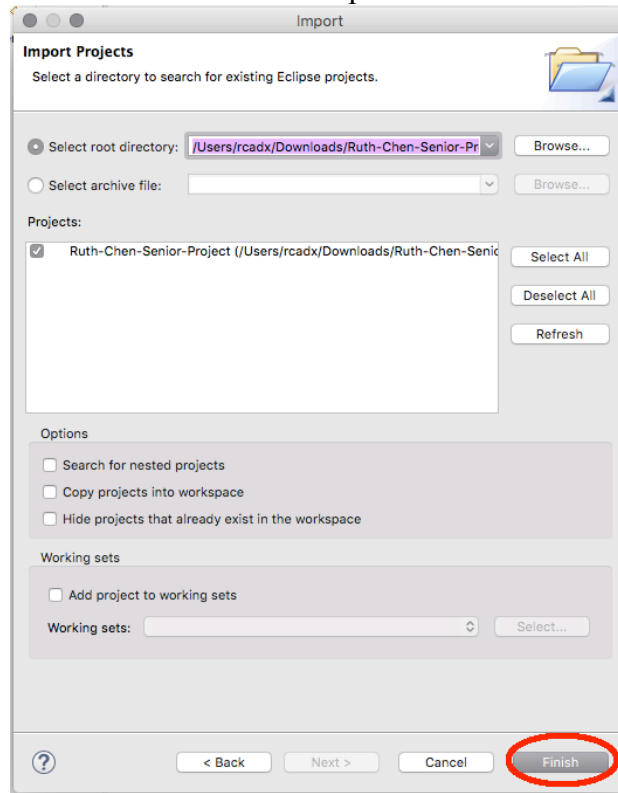 Import
Import Projects
Select a directory to search for existing Eclipse projects.
Select root directory: /Users/rcadx/Downloads/Ruth-Chen-Senior-Pr Browse...
Select archive file: Browse...
Projects:
Ruth-Chen-Senior-Project (/Users/rcadx/Downloads/Ruth-Chen-Senio
Select All
Deselect All
Refresh
Options
Search for nested projects
Copy projects into workspace
Hide projects that already exist in the workspace
Working sets
Add project to working sets
Working sets: Select...
? < Back Next > Cancel Finish